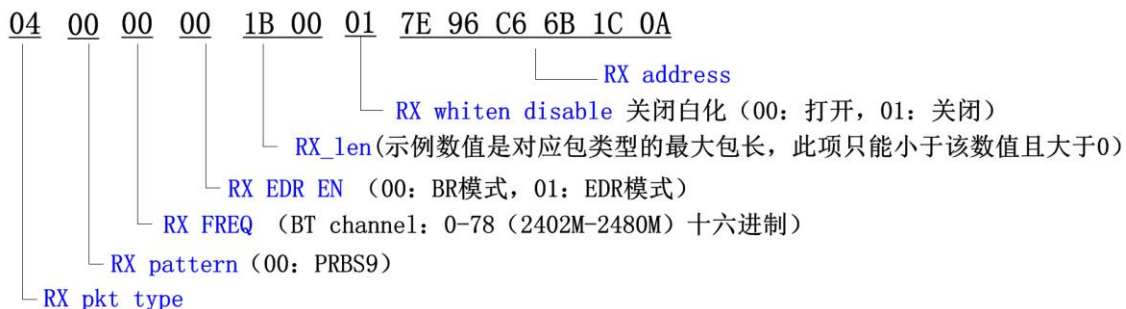 04 00 00 00 1B 00 01 7E 96 C6 6B 1C 0A
RX address
RX whiten disable 关闭白化（00：打开，01：关闭）
RX_len(示例数值是对应包类型的最大包长，此项只能小于该数值且大于0)
RX EDR EN （00：BR模式，01：EDR模式）
RX FREQ （BT channel：0-78（2402M-2480M）十六进制）
RX pattern（00：PRBS9）
RX pkt type